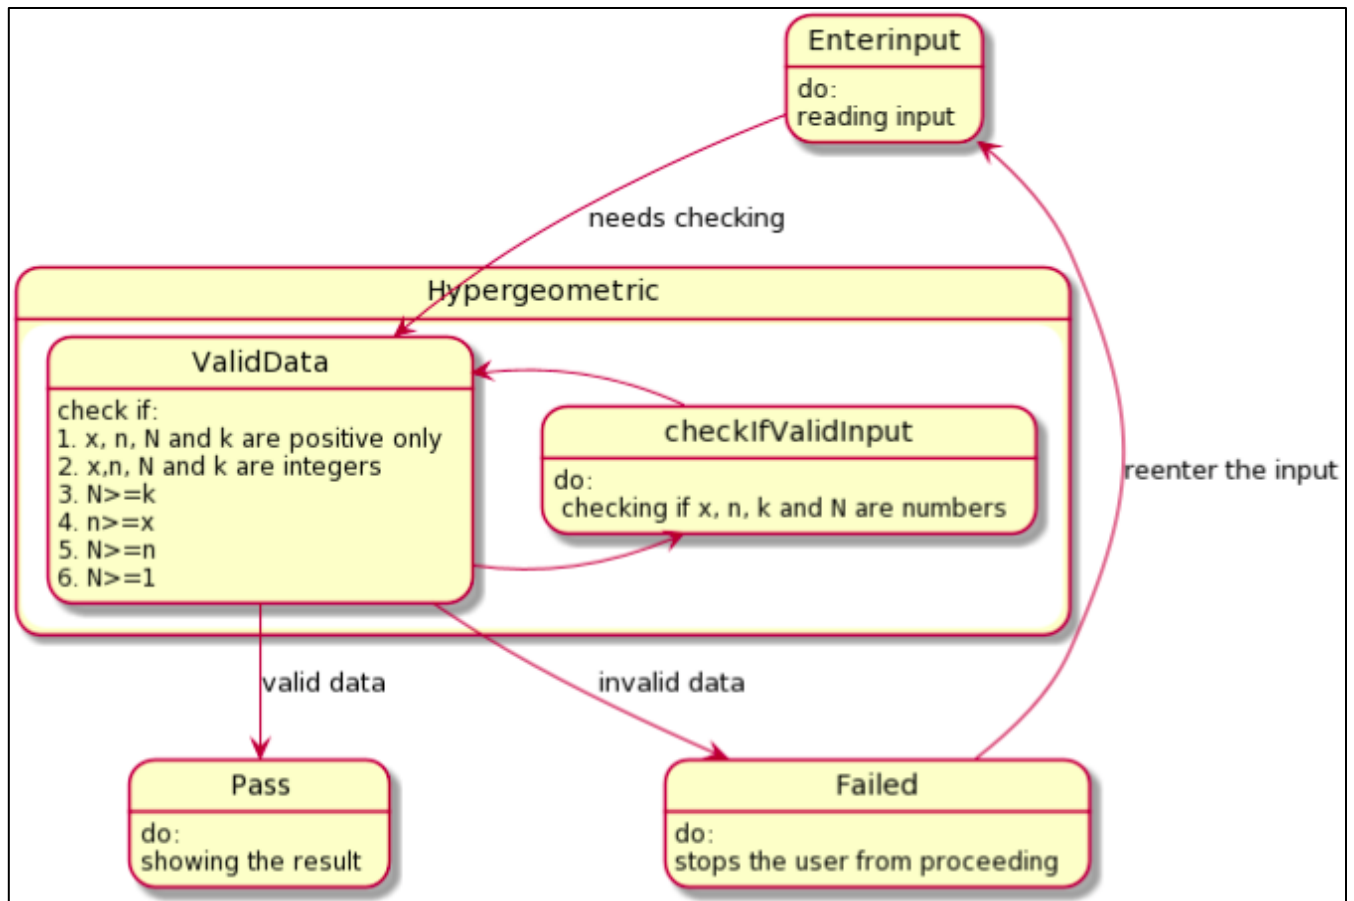 Enterinput
do:
reading input
needs checking
Hypergeometric
ValidData
check if:
1. x, n, N and k are positive only
2. x,n, N and k are integers
3. N>=k
4. n>=x
5. N>=n
6. N>=1
checkIfValidInput
do:
checking if x, n, k and N are numbers
reenter the input
valid data
invalid data
Pass
do:
showing the result
Failed
do:
stops the user from proceeding